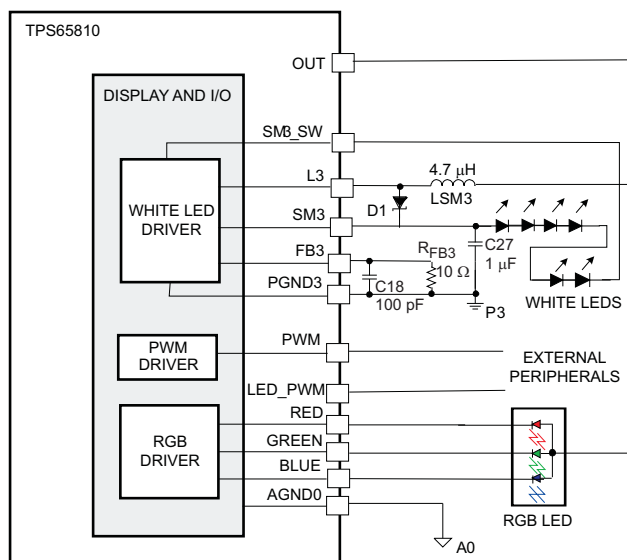 TPS65810
OUT
DISPLAY AND I/O
SM3_SW
WHITE LED
DRIVER
L3
4.7 μH
LSM3
D1
SM3
FB3
C18
100 pF
RFB3
10 Ω
C27
1 μF
PGND3
P3
WHITE LEDS
PWM
DRIVER
PWM
EXTERNAL
PERIPHERALS
LED_PWM
RGB
DRIVER
RED
GREEN
BLUE
AGND0
A0
RGB LED